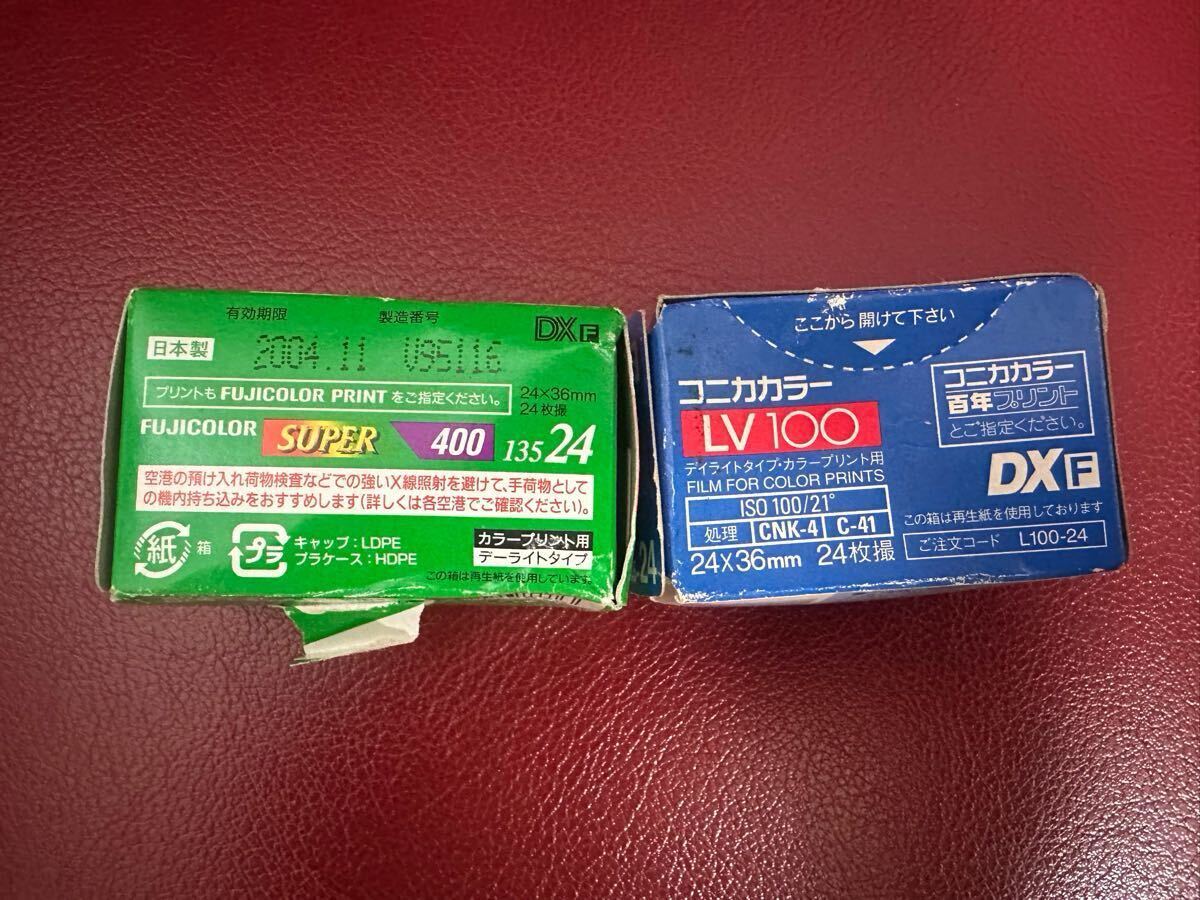 有効期限 製造番号 DX F
日本製 2004.11 V95116
プリントも FUJICOLOR PRINT をご指定ください。
24×36mm
24枚撮
FUJICOLOR SUPER 400 135 24
空港の預け入れ荷物検査などでの強いX線照射を避けて、手荷物として
の機内持ち込みをおすすめします(詳しくは各空港でご確認ください)。
紙 箱 プラ キャップ:LDPE
プラケース:HDPE
カラープリント用
デーライトタイプ
この箱は再生紙を使用しています。
ここから開けて下さい
コニカカラー
LV 100
デイライトタイプ・カラープリント用
FILM FOR COLOR PRINTS
ISO 100/21°
処理 CNK-4 C-41
24×36mm 24枚撮
コニカカラー
百年プリント
とご指定ください。
DX F
この箱は再生紙を使用しております
ご注文コード L100-24